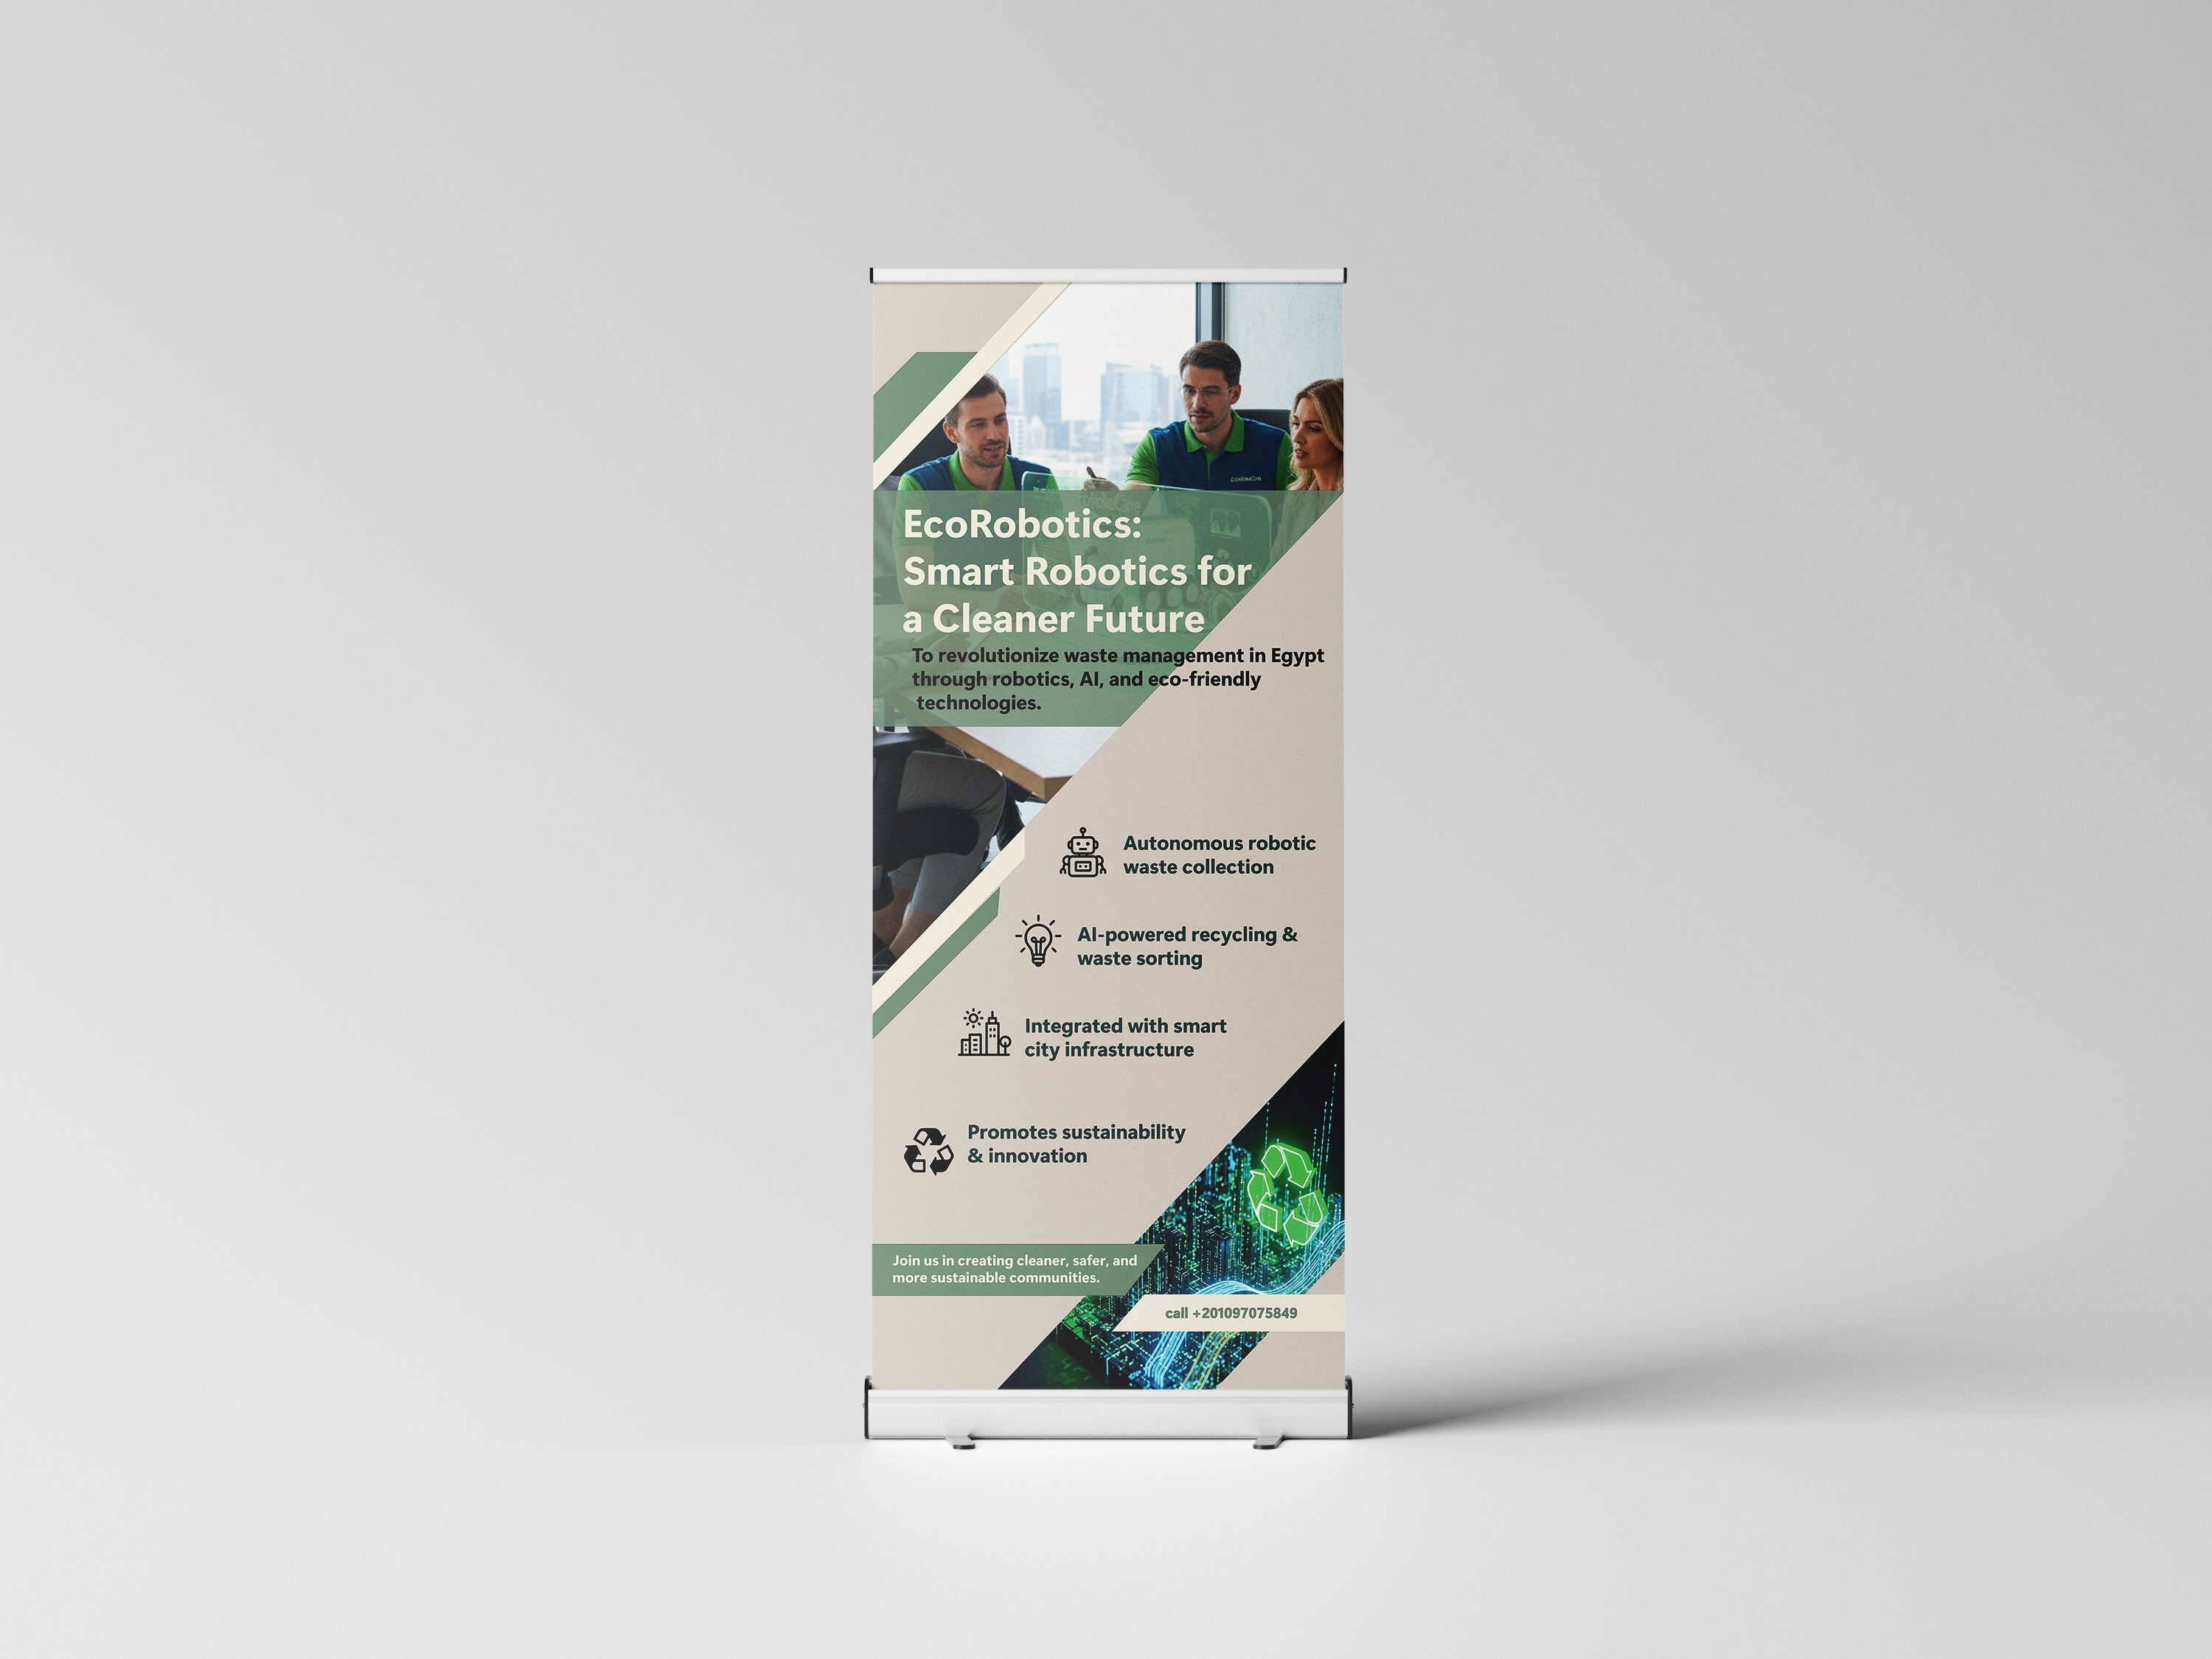 EcoRobotics:
Smart Robotics for
a Cleaner Future
To revolutionize waste management in Egypt
through robotics, AI, and eco-friendly
technologies.
Autonomous robotic
waste collection
AI-powered recycling &
waste sorting
Integrated with smart
city infrastructure
Promotes sustainability
& innovation
Join us in creating cleaner, safer, and
more sustainable communities.
call +201097075849